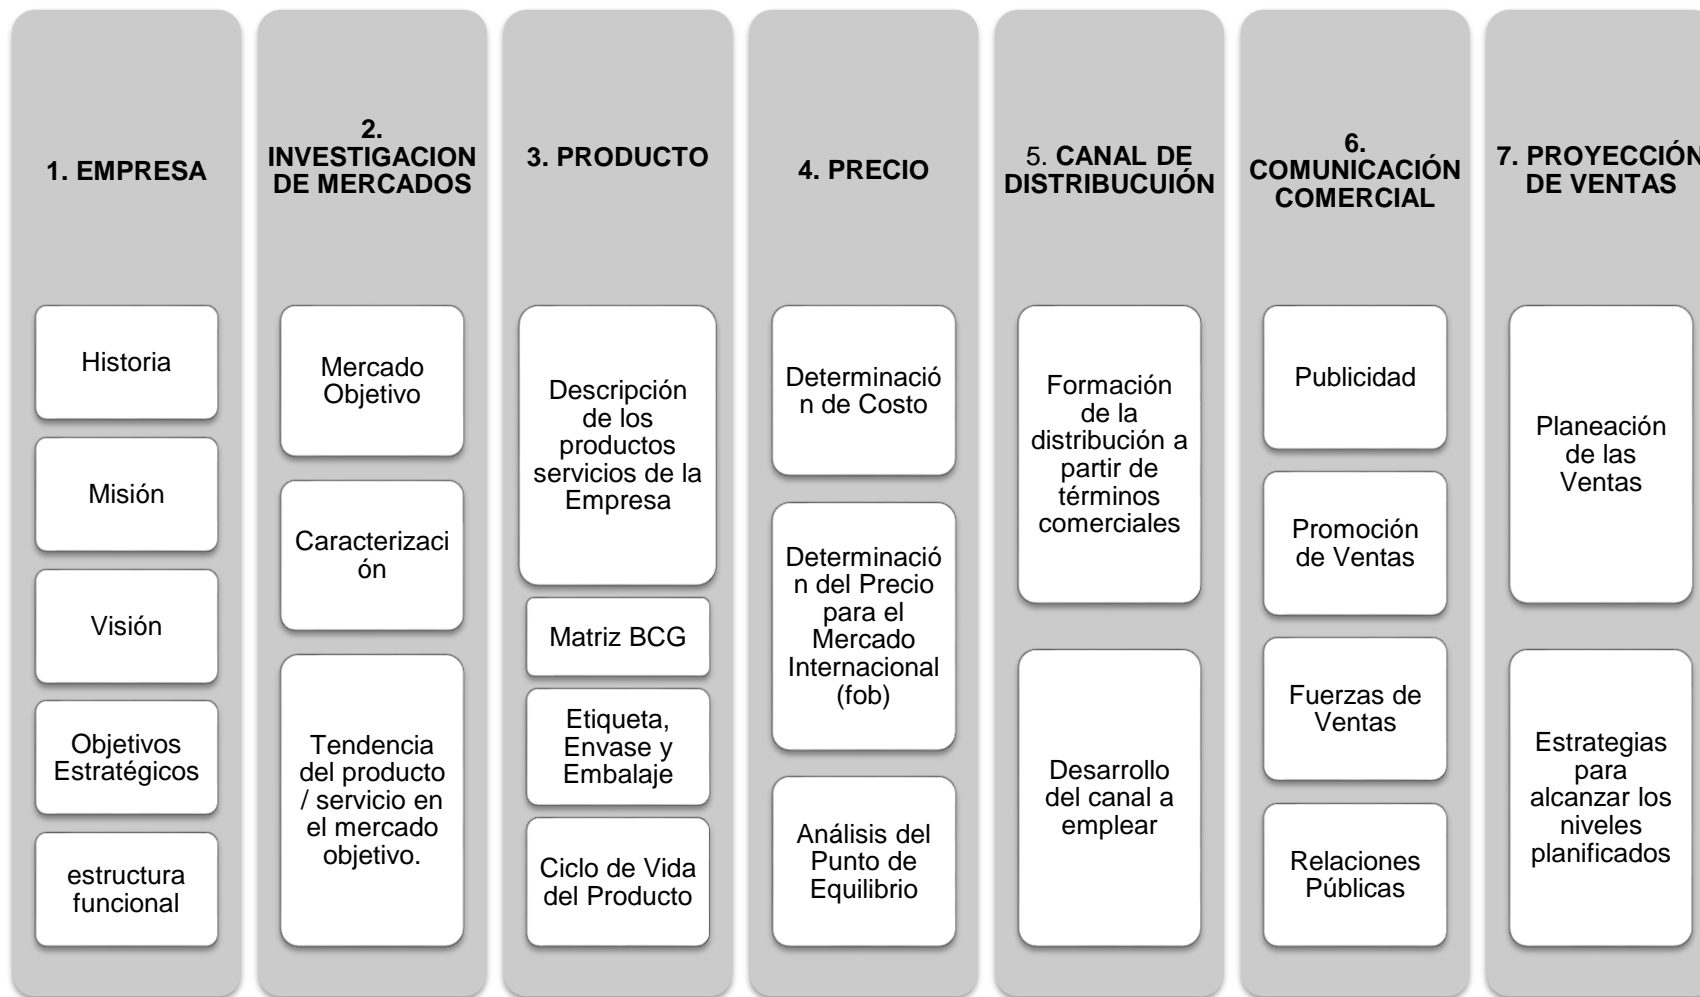 1. EMPRESA
Historia
Misión
Visión
Objetivos
Estratégicos
estructura
funcional
2.
INVESTIGACION
DE MERCADOS
Mercado
Objetivo
Caracterizaci
ón
Tendencia
del producto
/ servicio en
el mercado
objetivo.
3. PRODUCTO
Descripción
de los
productos
servicios de la
Empresa
Matriz BCG
Etiqueta,
Envase y
Embalaje
Ciclo de Vida
del Producto
4. PRECIO
Determinació
n de Costo
Determinació
n del Precio
para el
Mercado
Internacional
(fob)
Análisis del
Punto de
Equilibrio
5. CANAL DE
DISTRIBUCUIÓN
Formación
de la
distribución a
partir de
términos
comerciales
Desarrollo
del canal a
emplear
6.
COMUNICACIÓN
COMERCIAL
Publicidad
Promoción
de Ventas
Fuerzas de
Ventas
Relaciones
Públicas
7. PROYECCIÓN
DE VENTAS
Planeación
de las
Ventas
Estrategias
para
alcanzar los
niveles
planificados